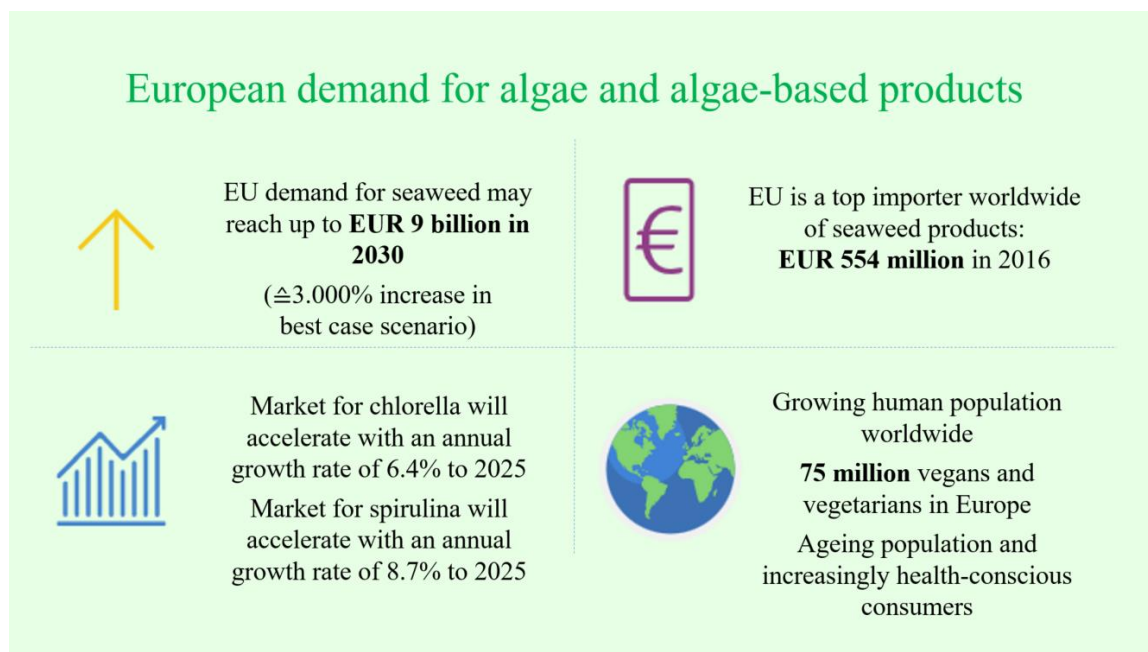 European demand for algae and algae-based products
EU demand for seaweed may
reach up to EUR 9 billion in
2030
(≙3.000% increase in
best case scenario)
€
EU is a top importer worldwide
of seaweed products:
EUR 554 million in 2016
Market for chlorella will
accelerate with an annual
growth rate of 6.4% to 2025
Market for spirulina will
accelerate with an annual
growth rate of 8.7% to 2025
Growing human population
worldwide
75 million vegans and
vegetarians in Europe
Ageing population and
increasingly health-conscious
consumers